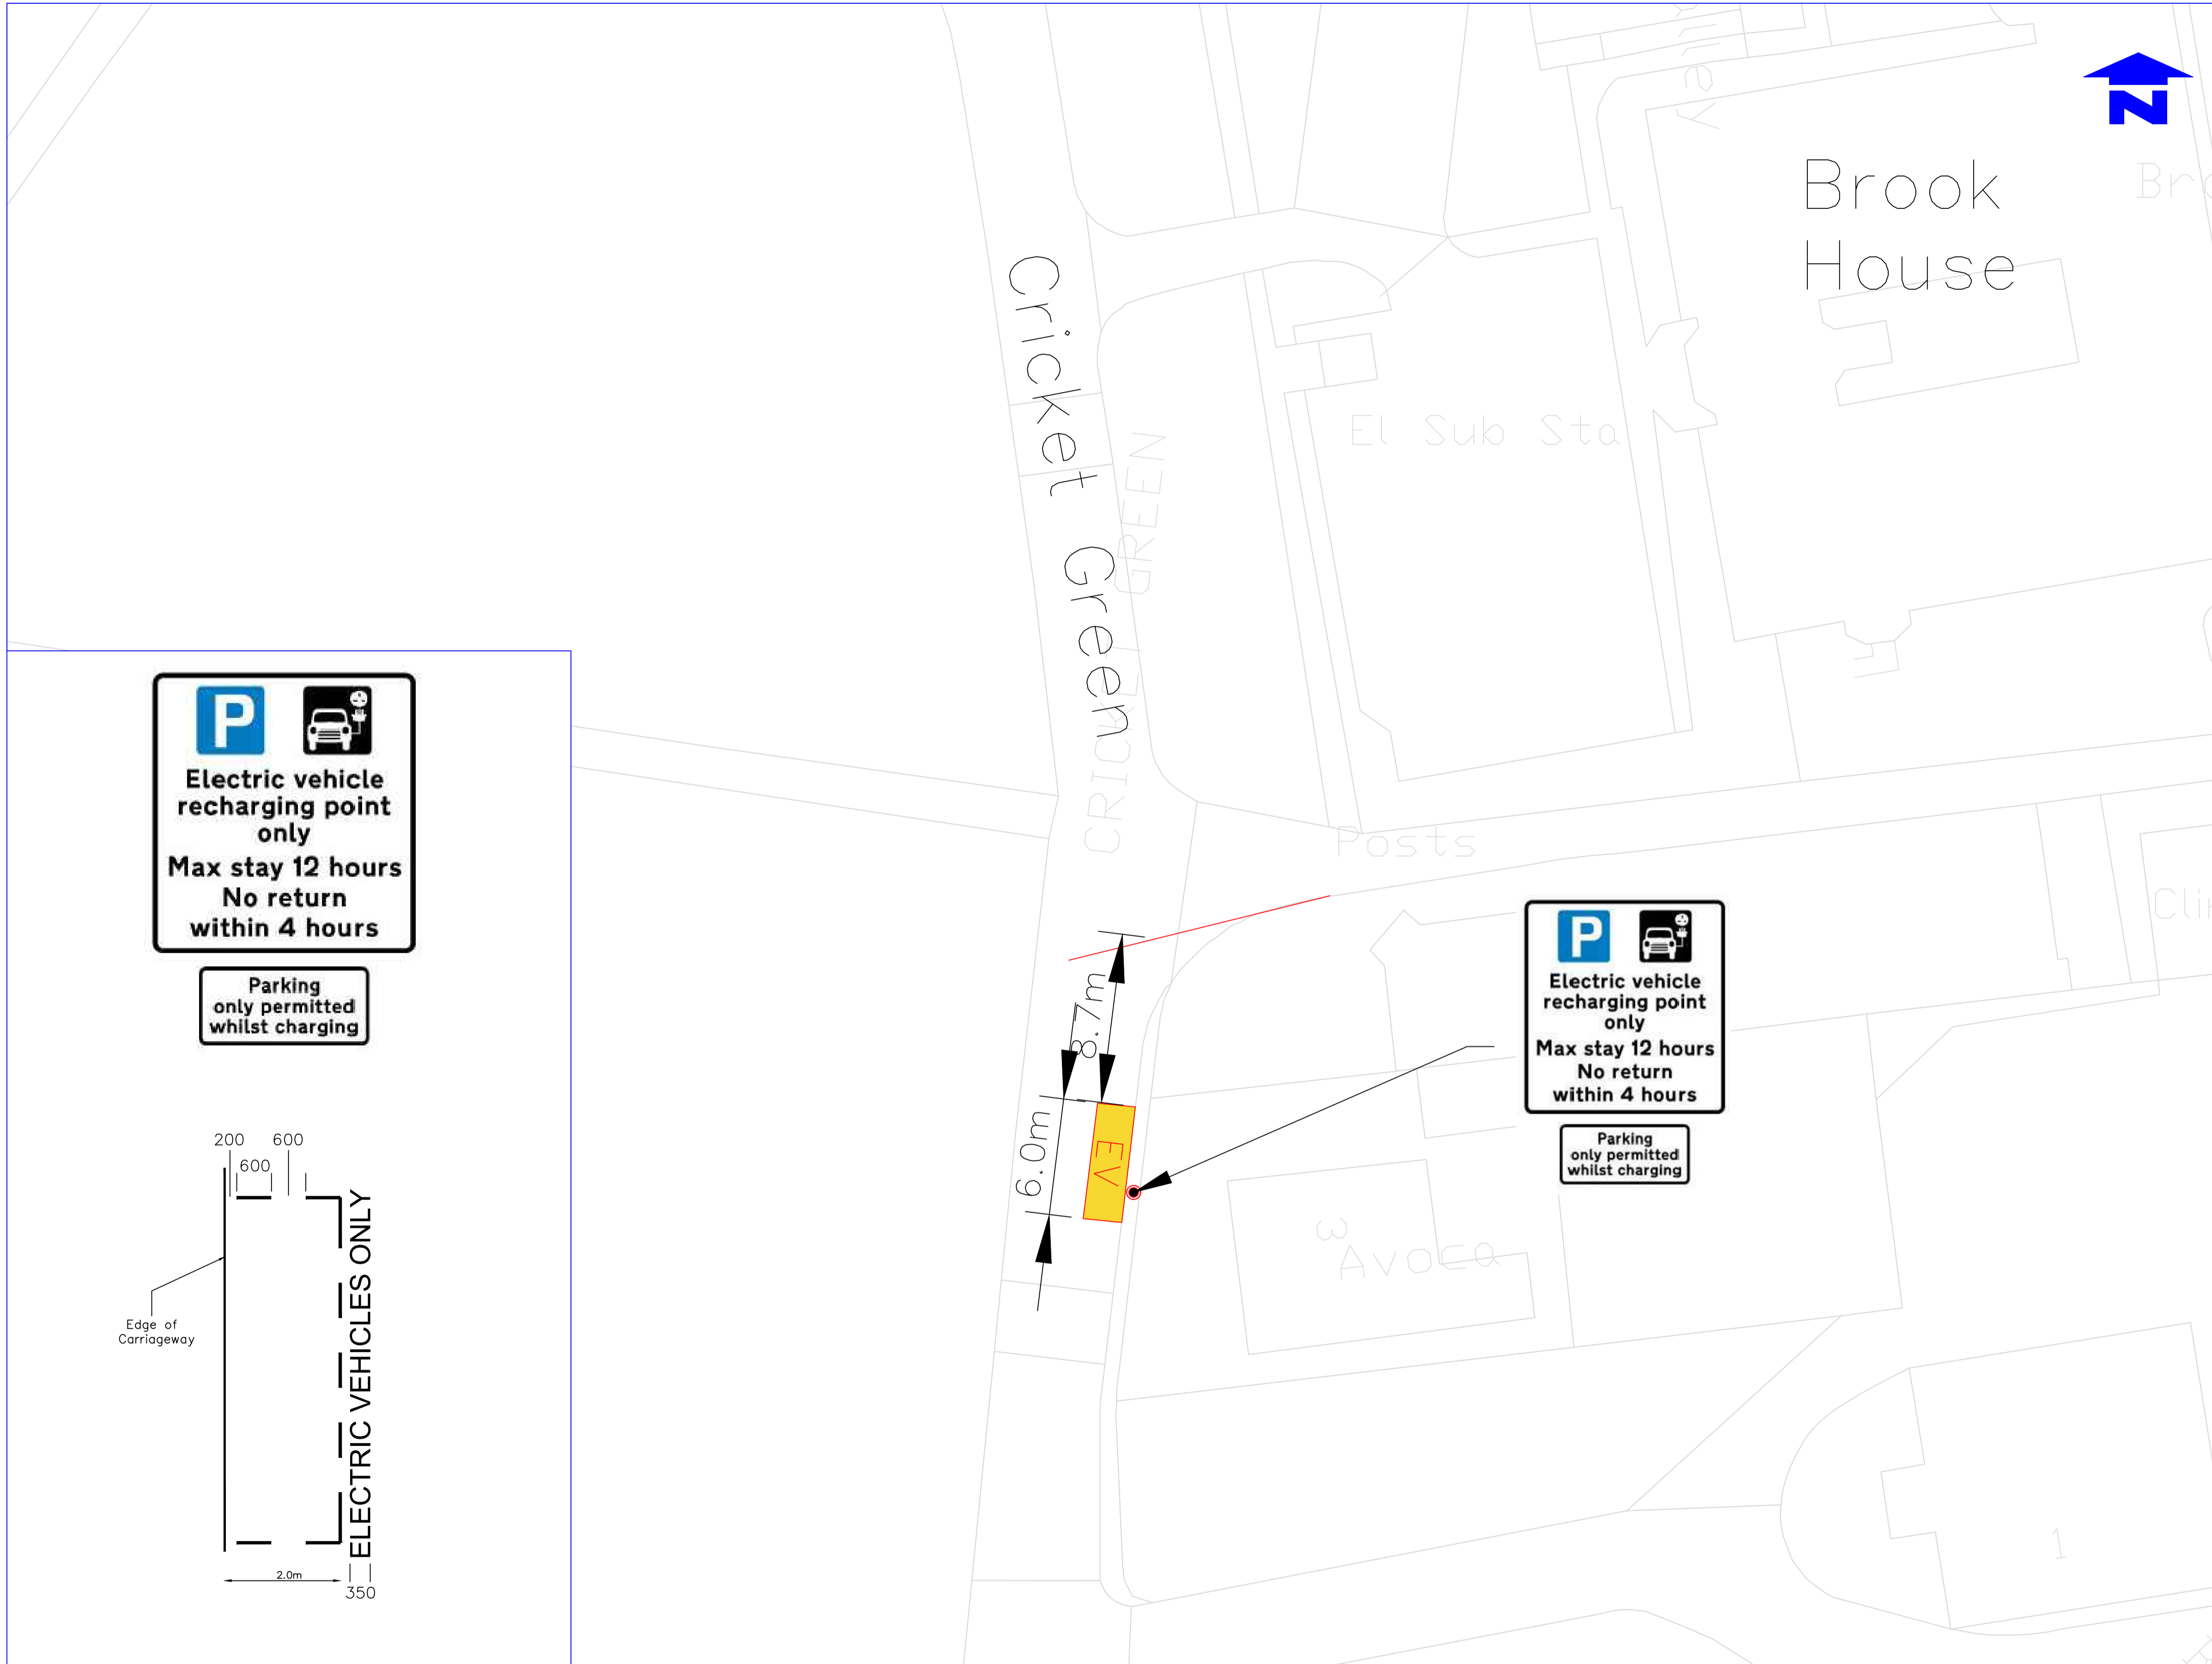 N
Brook
House
Cricket Green
CRICKET GREEN
El Sub Sta
Posts
P
Electric vehicle
recharging point
only
Max stay 12 hours
No return
within 4 hours
Parking
only permitted
whilst charging
200 600
600
ELECTRIC VEHICLES ONLY
Edge of
Carriageway
2.0m
350
8.7m
6.0m
EV
P
Electric vehicle
recharging point
only
Max stay 12 hours
No return
within 4 hours
Parking
only permitted
whilst charging
3
Avoca
1